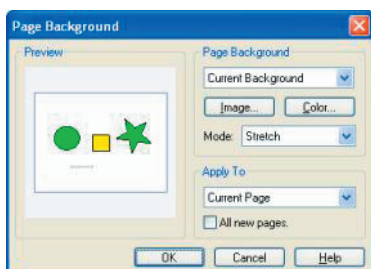 Page Background
Preview
Page Background
Current Background
Image...
Color...
Mode: Stretch
Apply To
Current Page
All new pages.
OK
Cancel
Help